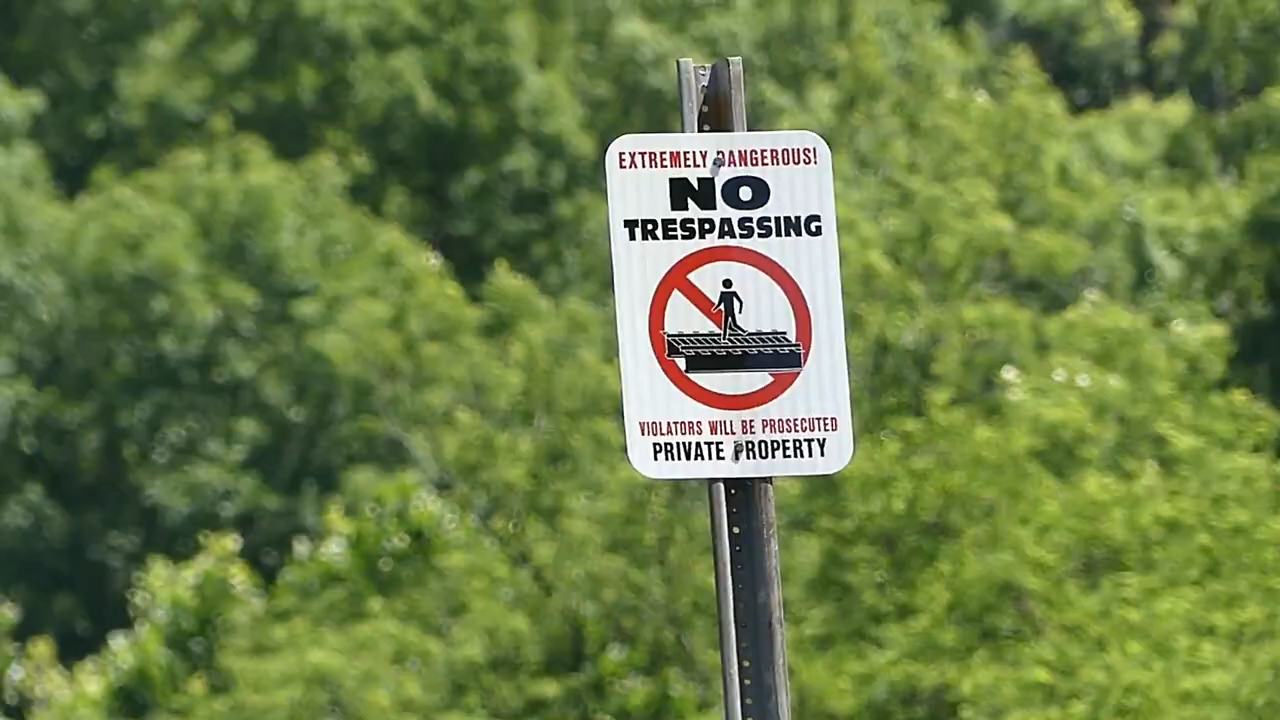 EXTREMELY DANGEROUS!
NO
TRESPASSING
VIOLATORS WILL BE PROSECUTED
PRIVATE PROPERTY